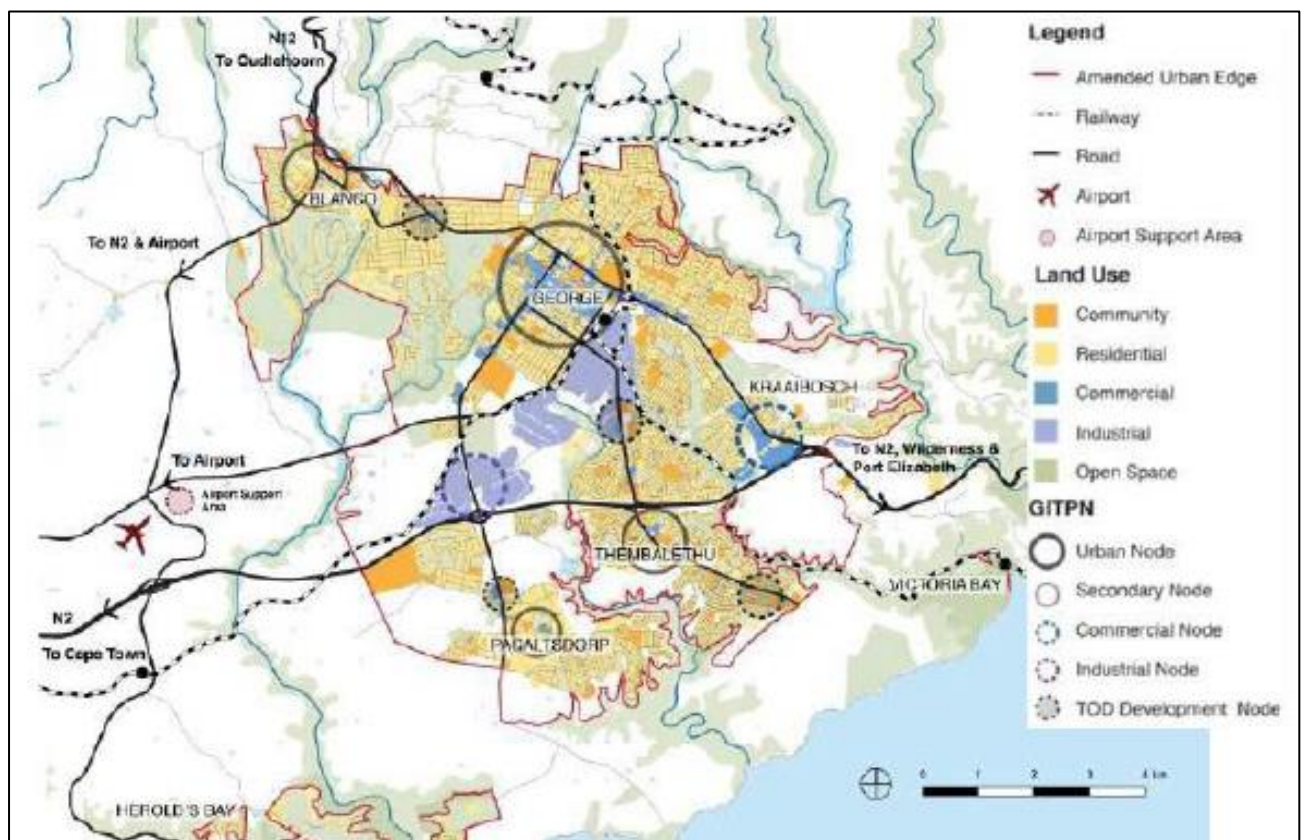 N12
To Oudtshoorn
BLANCO
To N2 & Airport
GEORGE
KRAAIBOSCH
To N2, Wilderness &
Port Elizabeth
To Airport
Airport Support
Area
THEMBALETHU
VICTORIA BAY
N2
To Cape Town
PACALTSDORP
HEROLD'S BAY
0 1 2 3 4 km
Legend
Amended Urban Edge
Railway
Road
Airport
Airport Support Area
Land Use
Community
Residential
Commercial
Industrial
Open Space
GITPN
Urban Node
Secondary Node
Commercial Node
Industrial Node
TOD Development Node